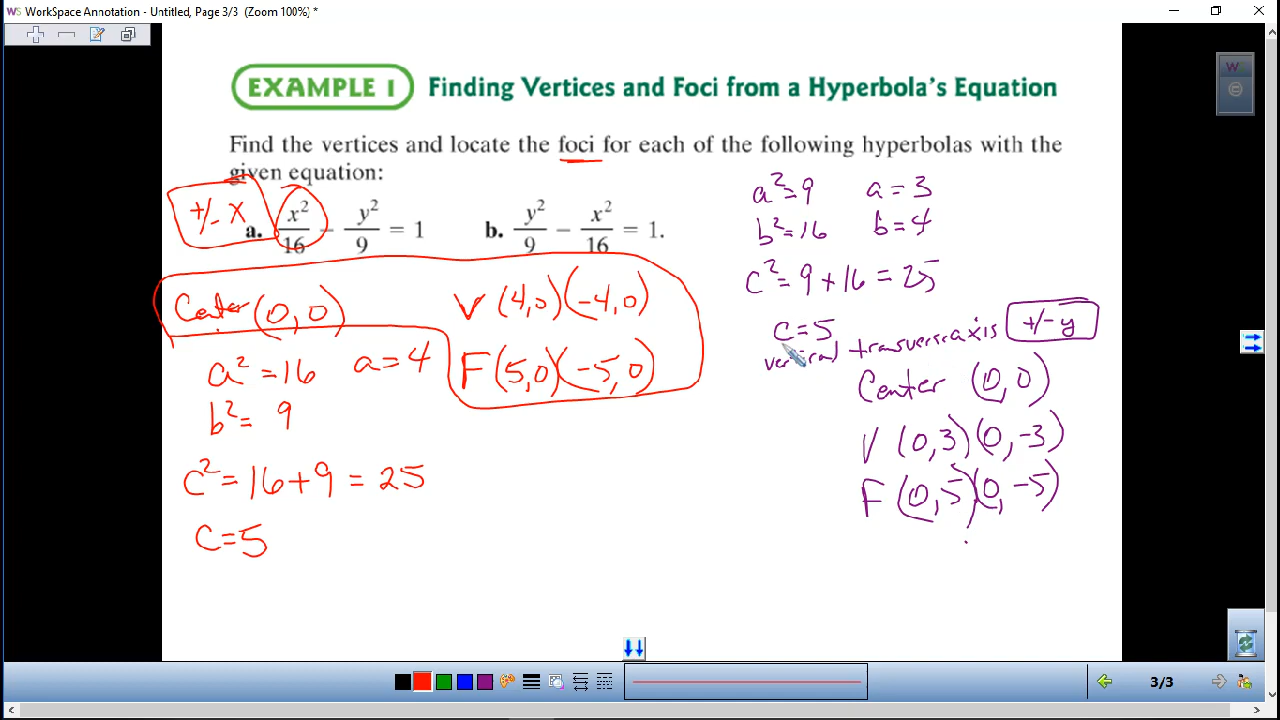 WorkSpace Annotation - Untitled, Page 3/3 (Zoom 100%) *
EXAMPLE 1 Finding Vertices and Foci from a Hyperbola's Equation
Find the vertices and locate the foci for each of the following hyperbolas with the
given equation:
+/- x
a. x²/16 − y²/9 = 1
b. y²/9 − x²/16 = 1.
Center (0, 0)
V (4,0) (-4,0)
F (5,0) (-5,0)
a² = 16 a = 4
b² = 9
c² = 16 + 9 = 25
c = 5
a² = 9 a = 3
b² = 16 b = 4
c² = 9 + 16 = 25
c = 5
vertical transverse axis +/- y
Center (0, 0)
V (0, 3) (0, -3)
F (0, 5) (0, -5)
3/3